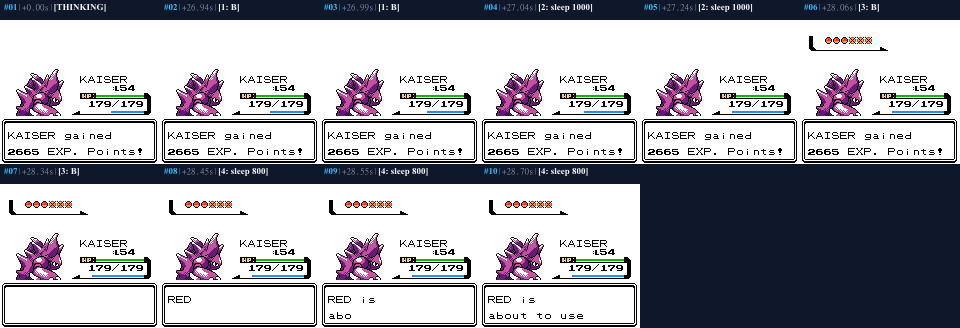 #01|+0.00s|[THINKING]
KAISER
:L54
HP:
179/179
KAISER gained
2665 EXP. Points!
#02|+26.94s|[1: B]
KAISER
:L54
HP:
179/179
KAISER gained
2665 EXP. Points!
#03|+26.99s|[1: B]
KAISER
:L54
HP:
179/179
KAISER gained
2665 EXP. Points!
#04|+27.04s|[2: sleep 1000]
KAISER
:L54
HP:
179/179
KAISER gained
2665 EXP. Points!
#05|+27.24s|[2: sleep 1000]
KAISER
:L54
HP:
179/179
KAISER gained
2665 EXP. Points!
#06|+28.06s|[3: B]
KAISER
:L54
HP:
179/179
KAISER gained
2665 EXP. Points!
#07|+28.34s|[3: B]
KAISER
:L54
HP:
179/179
#08|+28.45s|[4: sleep 800]
KAISER
:L54
HP:
179/179
RED
#09|+28.55s|[4: sleep 800]
KAISER
:L54
HP:
179/179
RED is
abo
#10|+28.70s|[4: sleep 800]
KAISER
:L54
HP:
179/179
RED is
about to use